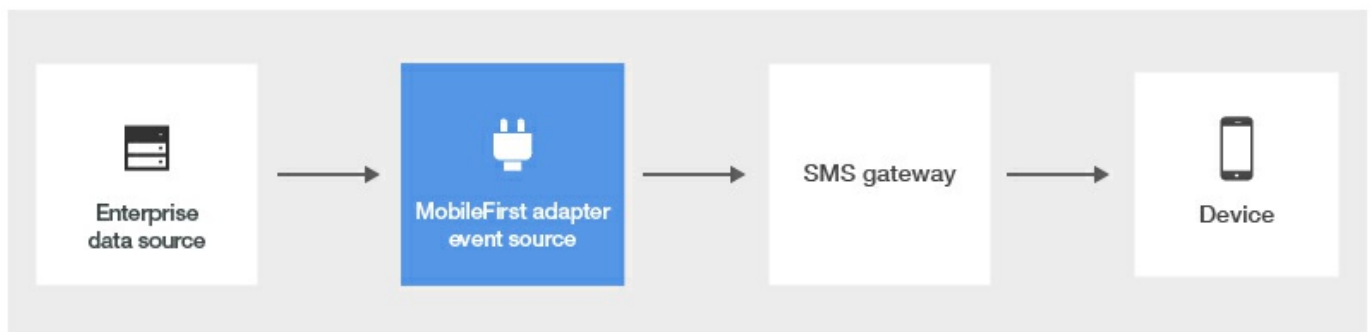 Enterprise
data source
MobileFirst adapter
event source
SMS gateway
Device